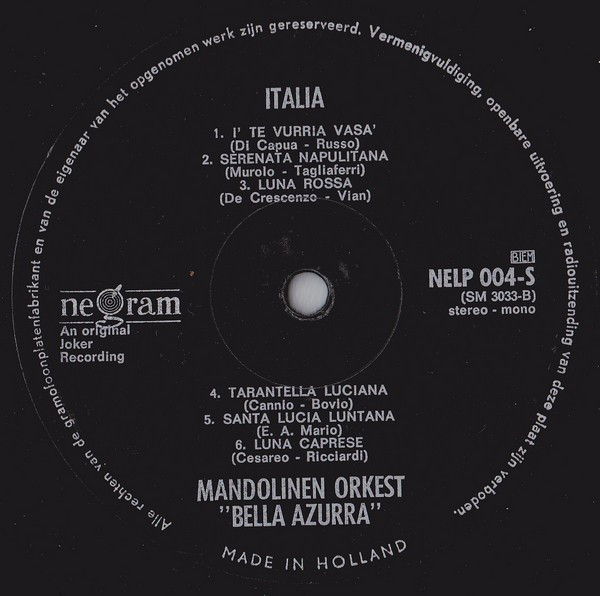 Alle rechten van de gramofoonplatenfabrikant en van de eigenaar van het opgenomen werk zijn gereserveerd. Vermenigvuldiging, openbare uitvoering en radiouitzending van deze plaat zijn verboden.
ITALIA
1. I' TE VURRIA VASA'
(Di Capua - Russo)
2. SERENATA NAPULITANA
(Murolo - Tagliaferri)
3. LUNA ROSSA
(De Crescenzo - Vian)
BIEM
NELP 004-S
(SM 3033-B)
stereo - mono
negram
An original
Joker
Recording
4. TARANTELLA LUCIANA
(Cannio - Bovio)
5. SANTA LUCIA LUNTANA
(E. A. Mario)
6. LUNA CAPRESE
(Cesareo - Ricciardi)
MANDOLINEN ORKEST
"BELLA AZURRA"
MADE IN HOLLAND